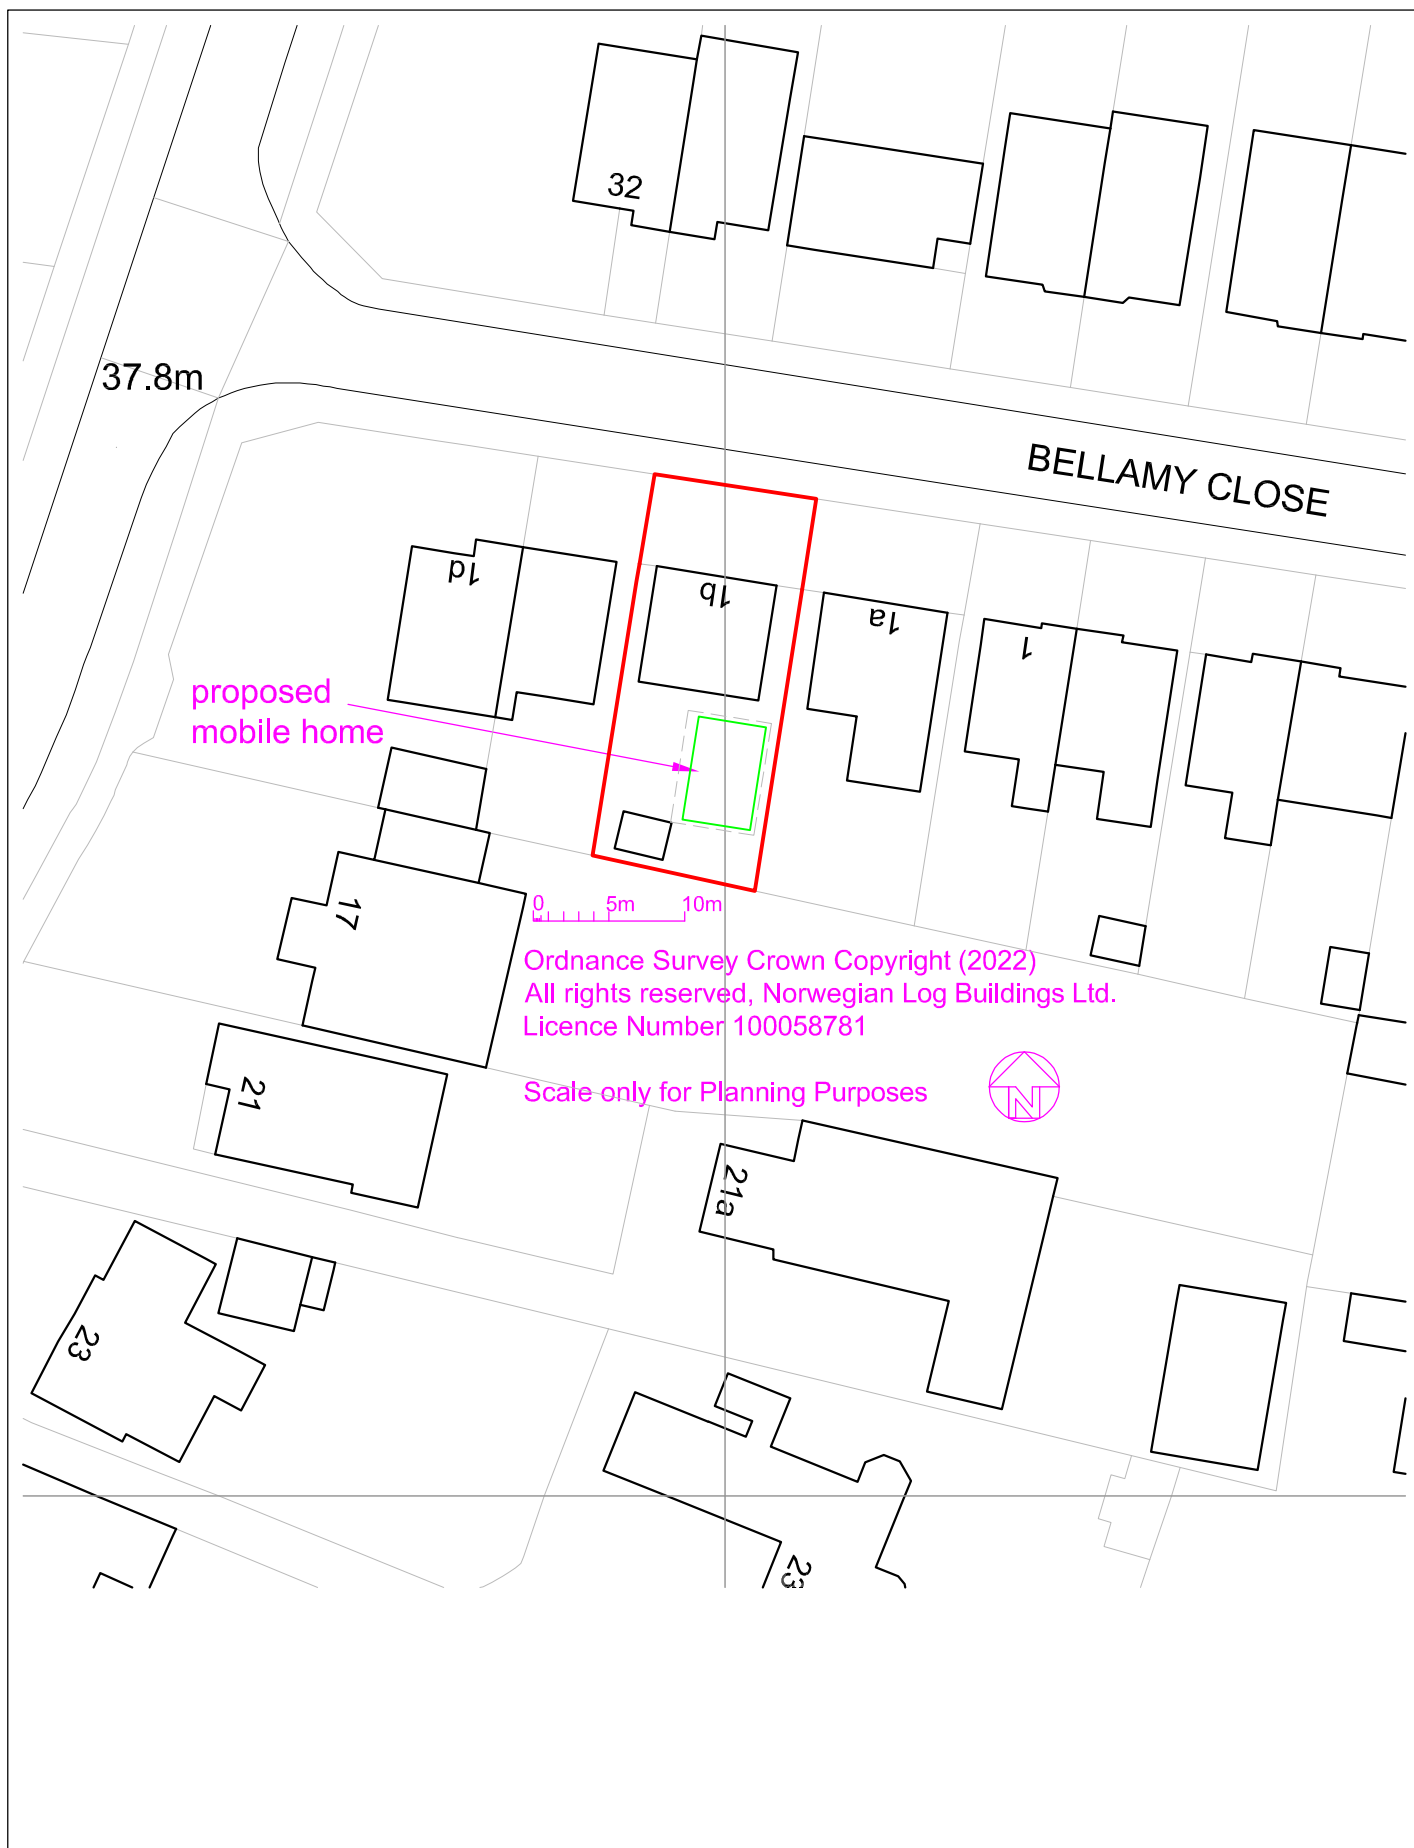 32
37.8m
BELLAMY CLOSE
1d
1b
1a
1
proposed
mobile home
17
0 5m 10m
Ordnance Survey Crown Copyright (2022)
All rights reserved, Norwegian Log Buildings Ltd.
Licence Number 100058781
21
Scale only for Planning Purposes
N
21a
23
23